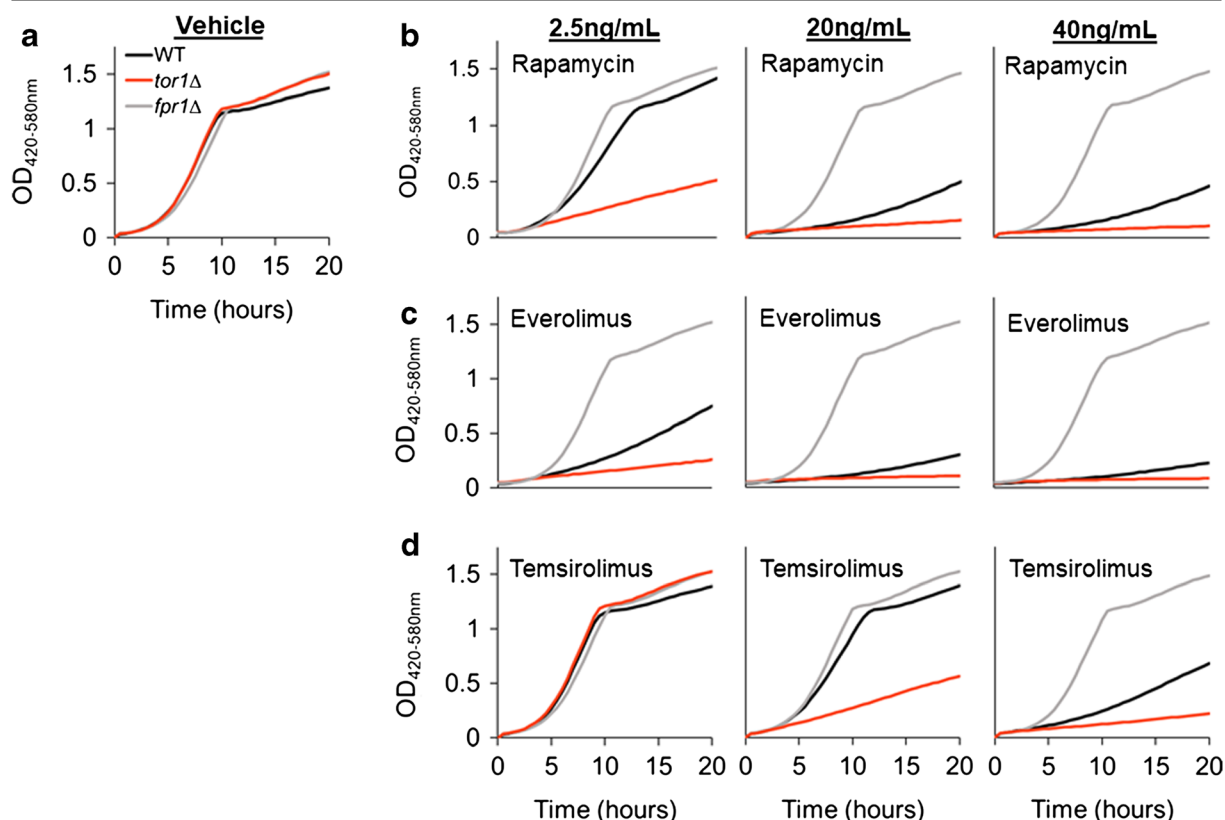 a
Vehicle
WT
tor1Δ
fpr1Δ
OD420-580nm
1.5
1
0.5
0
0 5 10 15 20
Time (hours)
b
2.5ng/mL 20ng/mL 40ng/mL
Rapamycin Rapamycin Rapamycin
OD420-580nm
1.5
1
0.5
0
c
Everolimus Everolimus Everolimus
OD420-580nm
1.5
1
0.5
0
d
Temsirolimus Temsirolimus Temsirolimus
OD420-580nm
1.5
1
0.5
0
0 5 10 15 20 0 5 10 15 20 0 5 10 15 20
Time (hours) Time (hours) Time (hours)